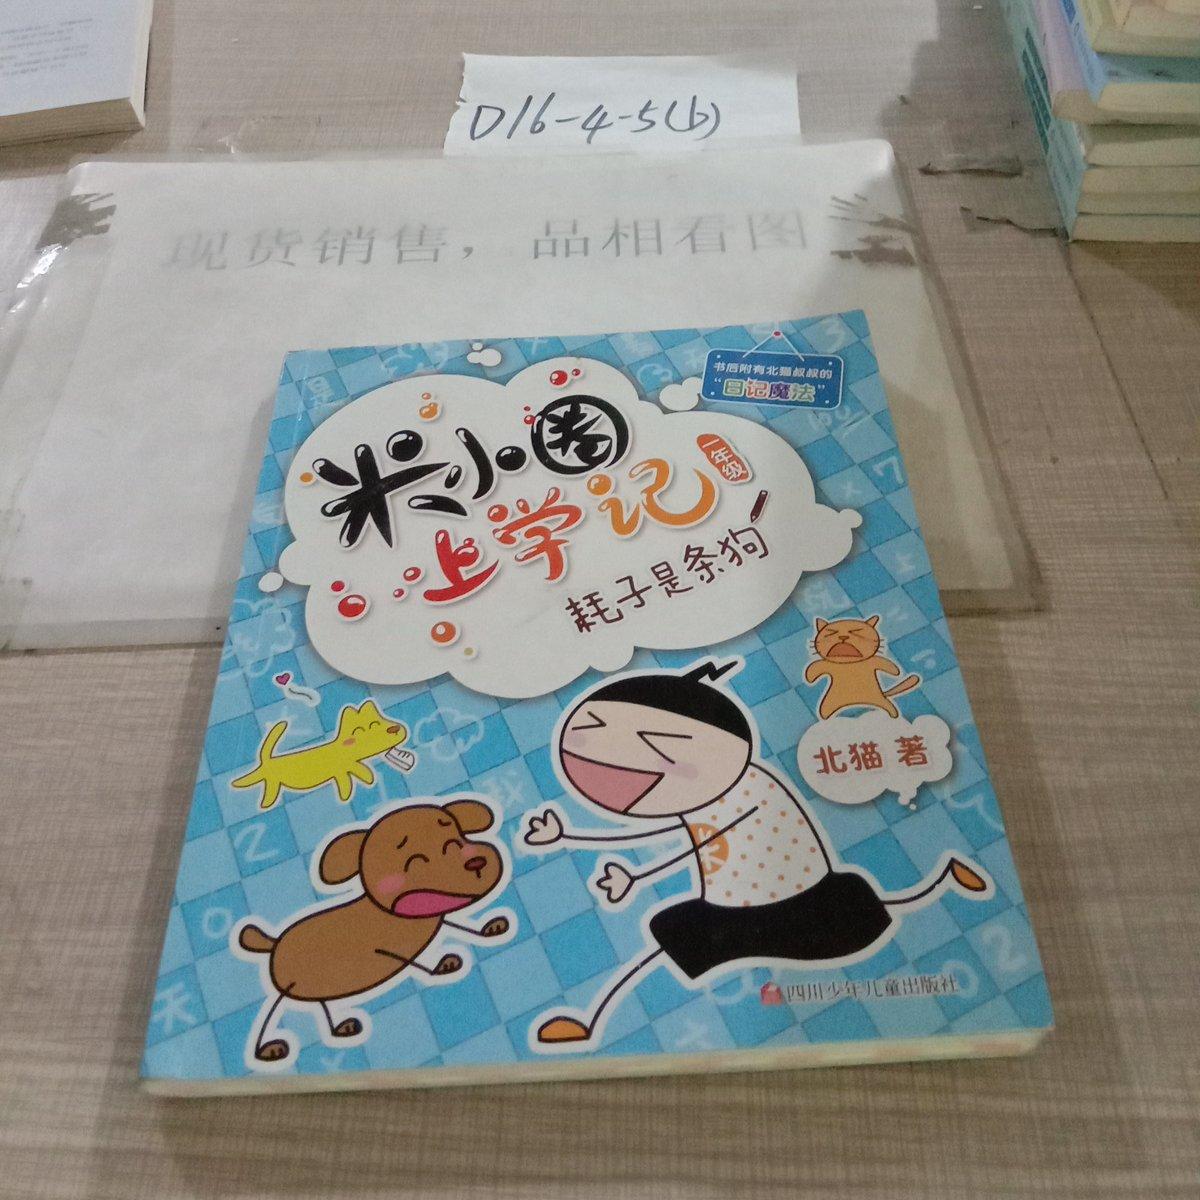 D16-4-5(b)
现货销售，品相看图
书后附有北猫叔叔的
“日记魔法”
米小圈
上学记
一年级
耗子是条狗
北猫 著
米
四川少年儿童出版社